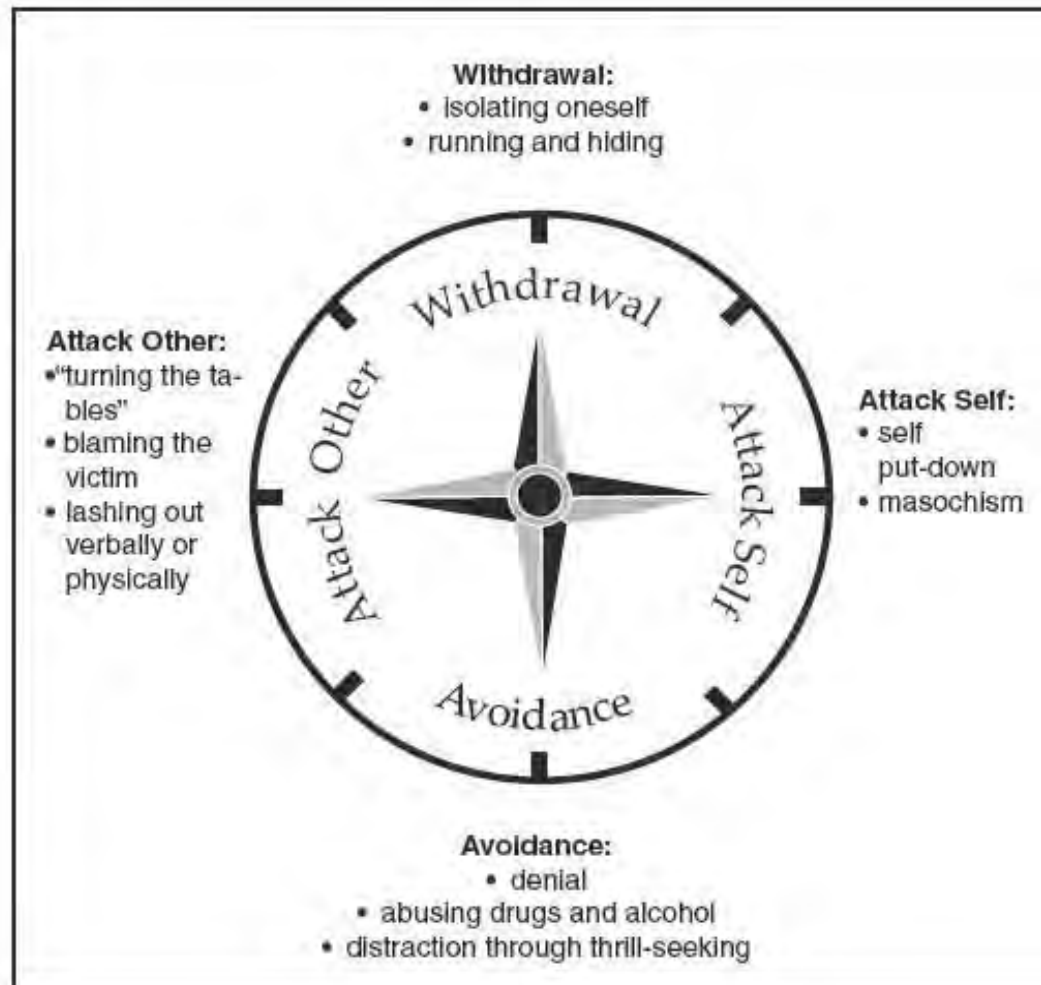 Withdrawal:
• isolating oneself
• running and hiding
Withdrawal
Attack Other:
•“turning the ta-
bles”
• blaming the
victim
• lashing out
verbally or
physically
Attack Other
Attack Self
Attack Self:
• self
put-down
• masochism
Avoidance
Avoidance:
• denial
• abusing drugs and alcohol
• distraction through thrill-seeking